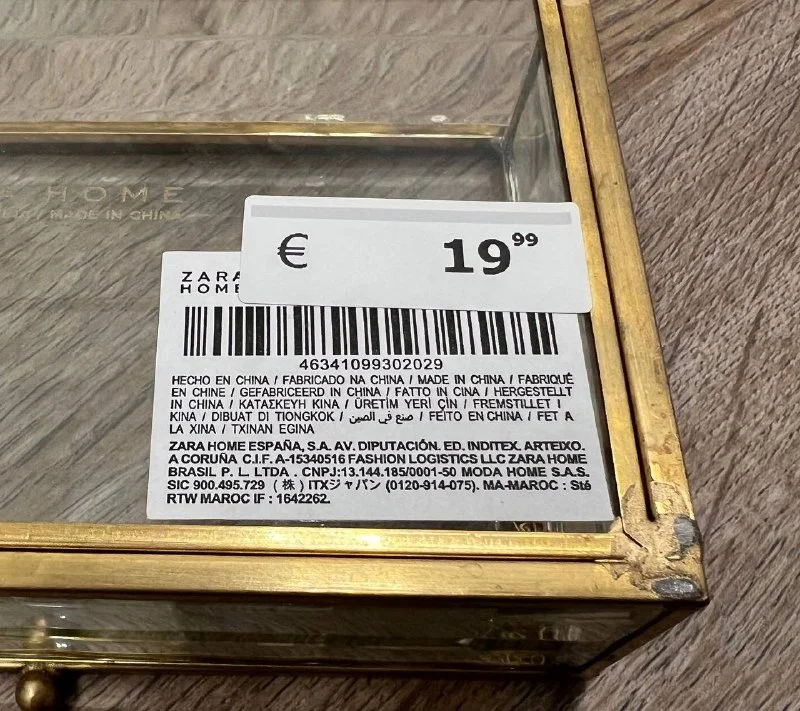 HOME
MADE IN CHINA
€ 19⁹⁹
ZARA
HOME
46341099302029
HECHO EN CHINA / FABRICADO NA CHINA / MADE IN CHINA / FABRIQUÉ
EN CHINE / GEFABRICEERD IN CHINA / FATTO IN CINA / HERGESTELLT
IN CHINA / ΚΑΤΑΣΚΕΥΗ ΚΙΝΑ / ÜRETİM YERİ ÇİN / FREMSTILLET I
KINA / DIBUAT DI TIONGKOK / صنع في الصين / FEITO EN CHINA / FET A
LA XINA / TXINAN EGINA
ZARA HOME ESPAÑA, S.A. AV. DIPUTACIÓN. ED. INDITEX. ARTEIXO.
A CORUÑA C.I.F. A-15340516 FASHION LOGISTICS LLC ZARA HOME
BRASIL P. L. LTDA . CNPJ:13.144.185/0001-50 MODA HOME S.A.S.
SIC 900.495.729 （株）ITXジャパン (0120-914-075). MA-MAROC : Sté
RTW MAROC IF : 1642262.